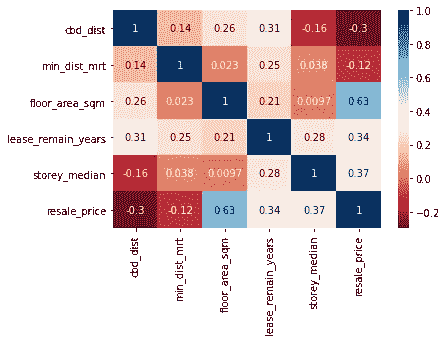 cbd_dist 1 0.14 0.26 0.31 -0.16 -0.3
min_dist_mrt 0.14 1 0.023 0.25 0.038 -0.12
floor_area_sqm 0.26 0.023 1 0.21 0.0097 0.63
lease_remain_years 0.31 0.25 0.21 1 0.28 0.34
storey_median -0.16 0.038 0.0097 0.28 1 0.37
resale_price -0.3 -0.12 0.63 0.34 0.37 1
cbd_dist
min_dist_mrt
floor_area_sqm
lease_remain_years
storey_median
resale_price
1.0
0.8
0.6
0.4
0.2
0.0
-0.2